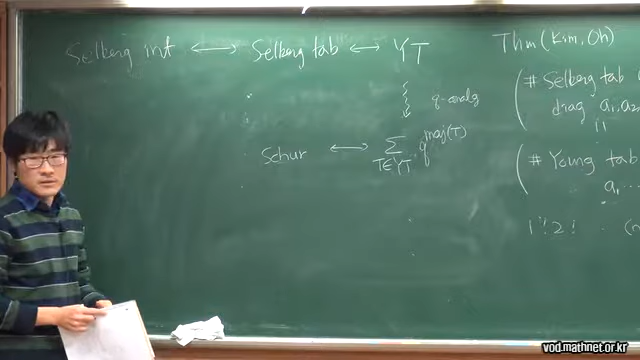 Selberg int ⟷ Selberg tab ⟷ YT
q-analg
Schur ⟷ Σ T∈YT q^maj(T)
Thm (Kim, Oh)
( # Selberg tab
diag a₁, a₂,
( # Young tab
a₁ ...
1! 2! ...
vod.mathnet.or.kr